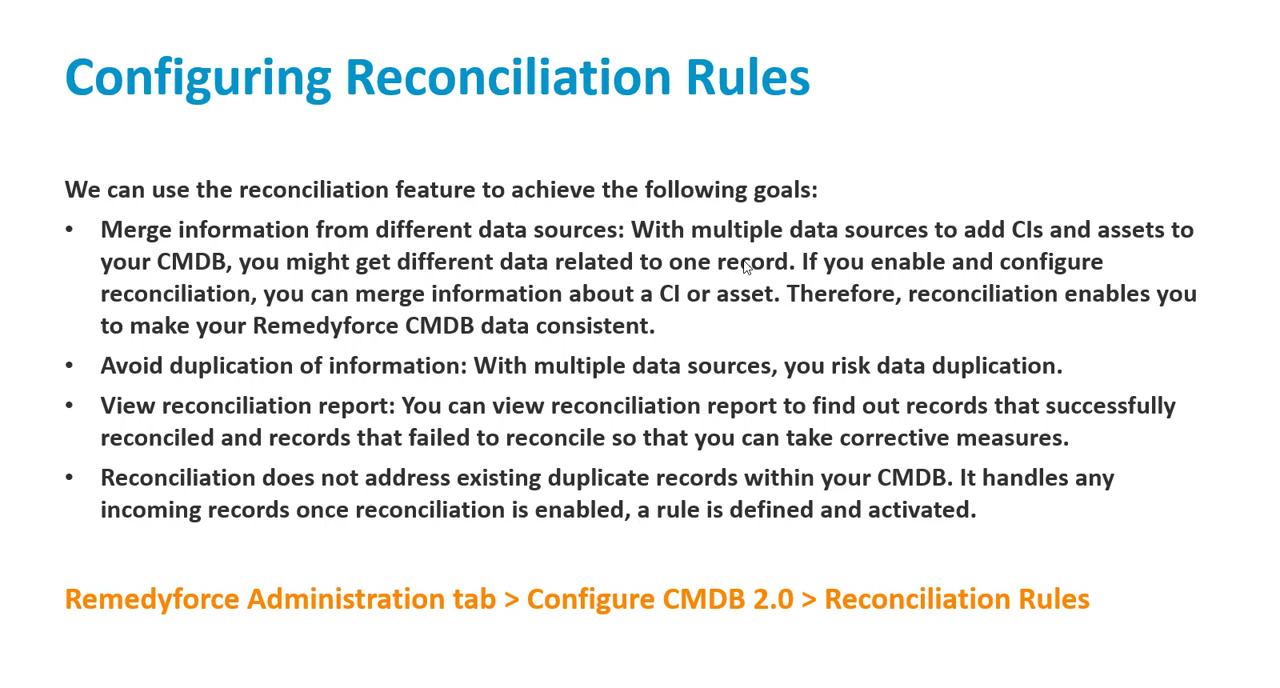 Configuring Reconciliation Rules
We can use the reconciliation feature to achieve the following goals:
• Merge information from different data sources: With multiple data sources to add CIs and assets to
your CMDB, you might get different data related to one record. If you enable and configure
reconciliation, you can merge information about a CI or asset. Therefore, reconciliation enables you
to make your Remedyforce CMDB data consistent.
• Avoid duplication of information: With multiple data sources, you risk data duplication.
• View reconciliation report: You can view reconciliation report to find out records that successfully
reconciled and records that failed to reconcile so that you can take corrective measures.
• Reconciliation does not address existing duplicate records within your CMDB. It handles any
incoming records once reconciliation is enabled, a rule is defined and activated.
Remedyforce Administration tab > Configure CMDB 2.0 > Reconciliation Rules